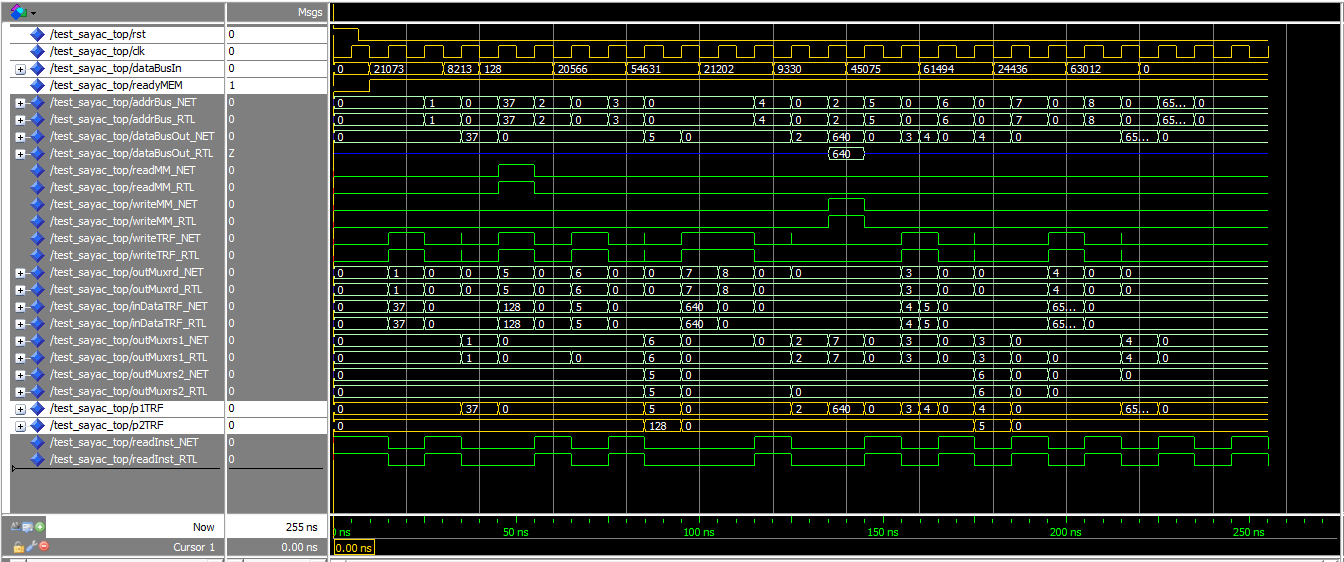 Msgs
/test_sayac_top/rst 0
/test_sayac_top/clk 0
/test_sayac_top/dataBusIn 0 0 21073 8213 128 20566 54631 21202 9330 45075 61494 24436 63012 0
/test_sayac_top/readyMEM 1
/test_sayac_top/addrBus_NET 0 0 1 0 37 2 0 3 0 4 0 2 5 0 6 0 7 0 8 0 65... 0
/test_sayac_top/addrBus_RTL 0 0 1 0 37 2 0 3 0 4 0 2 5 0 6 0 7 0 8 0 65... 0
/test_sayac_top/dataBusOut_NET 0 0 37 0 5 0 2 640 0 3 4 0 4 0 65... 0
/test_sayac_top/dataBusOut_RTL Z 640
/test_sayac_top/readMM_NET 0
/test_sayac_top/readMM_RTL 0
/test_sayac_top/writeMM_NET 0
/test_sayac_top/writeMM_RTL 0
/test_sayac_top/writeTRF_NET 0
/test_sayac_top/writeTRF_RTL 0
/test_sayac_top/outMuxrd_NET 0 0 1 0 0 5 0 6 0 0 7 8 0 0 3 0 0 4 0 0
/test_sayac_top/outMuxrd_RTL 0 0 1 0 0 5 0 6 0 0 7 8 0 3 0 0 4 0 0
/test_sayac_top/inDataTRF_NET 0 0 37 0 128 0 5 0 640 0 0 4 5 0 65... 0
/test_sayac_top/inDataTRF_RTL 0 0 37 0 128 0 5 0 640 0 4 5 0 65... 0
/test_sayac_top/outMuxrs1_NET 0 0 1 0 6 0 0 2 7 0 3 0 3 0 4 0
/test_sayac_top/outMuxrs1_RTL 0 0 1 0 0 6 0 2 7 0 3 0 3 0 0 4 0
/test_sayac_top/outMuxrs2_NET 0 0 5 0 6 0 0 0
/test_sayac_top/outMuxrs2_RTL 0 0 5 0 0 6 0 0
/test_sayac_top/p1TRF 0 0 37 0 5 0 2 640 0 3 4 0 4 0 65... 0
/test_sayac_top/p2TRF 0 0 128 0 5 0
/test_sayac_top/readInst_NET 0
/test_sayac_top/readInst_RTL 0
Now 255 ns 50 ns 100 ns 150 ns 200 ns 250 ns
Cursor 1 0.00 ns 0.00 ns